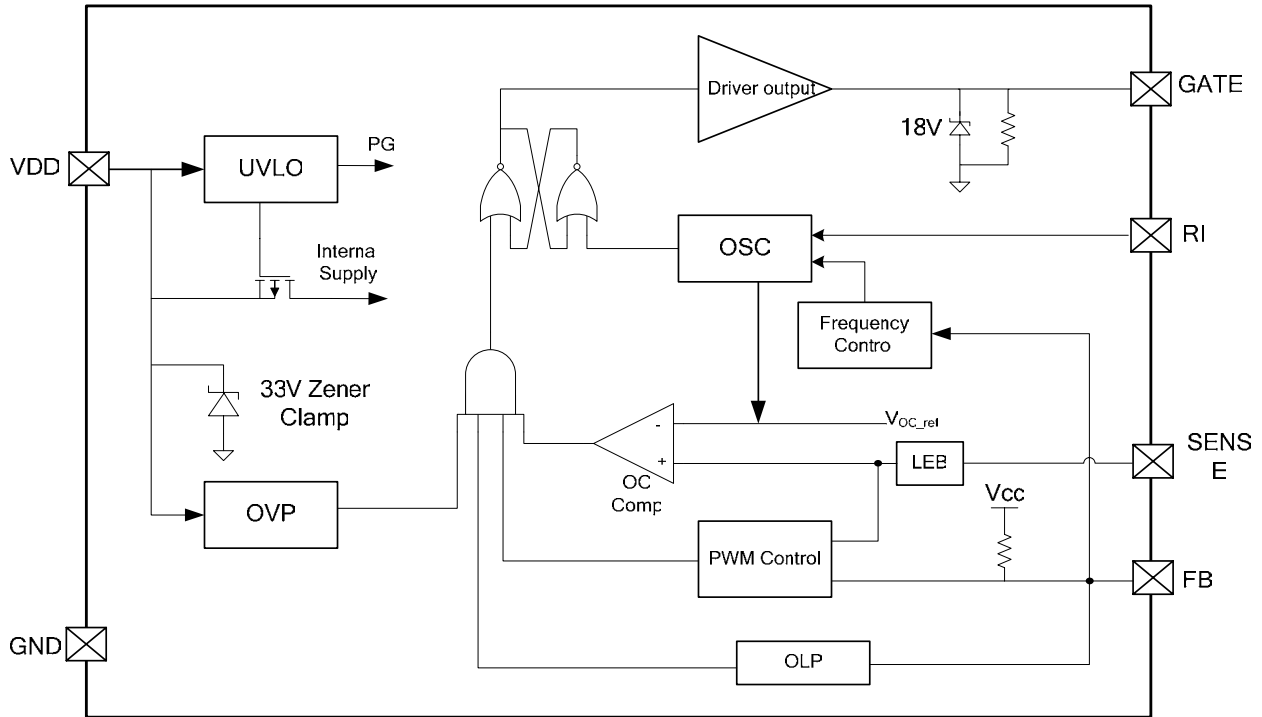 Driver output
GATE
18V
VDD
UVLO
PG
RI
OSC
Interna
Supply
Frequency
Contro
33V Zener
Clamp
VOC_ref
-
+
OC
Comp
LEB
SENS
E
OVP
Vcc
PWM Control
FB
GND
OLP